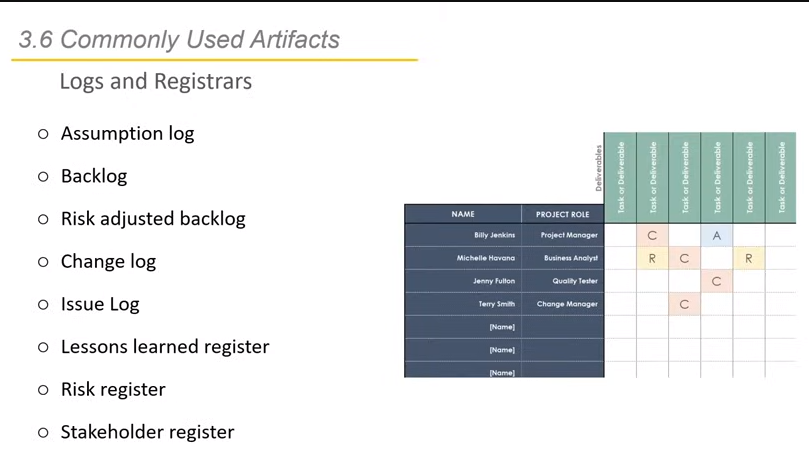 3.6 Commonly Used Artifacts
Logs and Registrars
Assumption log
Backlog
Risk adjusted backlog
Change log
Issue Log
Lessons learned register
Risk register
Stakeholder register
Deliverables
Task or Deliverable
Task or Deliverable
Task or Deliverable
Task or Deliverable
Task or Deliverable
Task or Deliverable
NAME PROJECT ROLE
Billy Jenkins Project Manager C A
Michelle Havana Business Analyst R C R
Jenny Fulton Quality Tester C
Terry Smith Change Manager C
[Name]
[Name]
[Name]